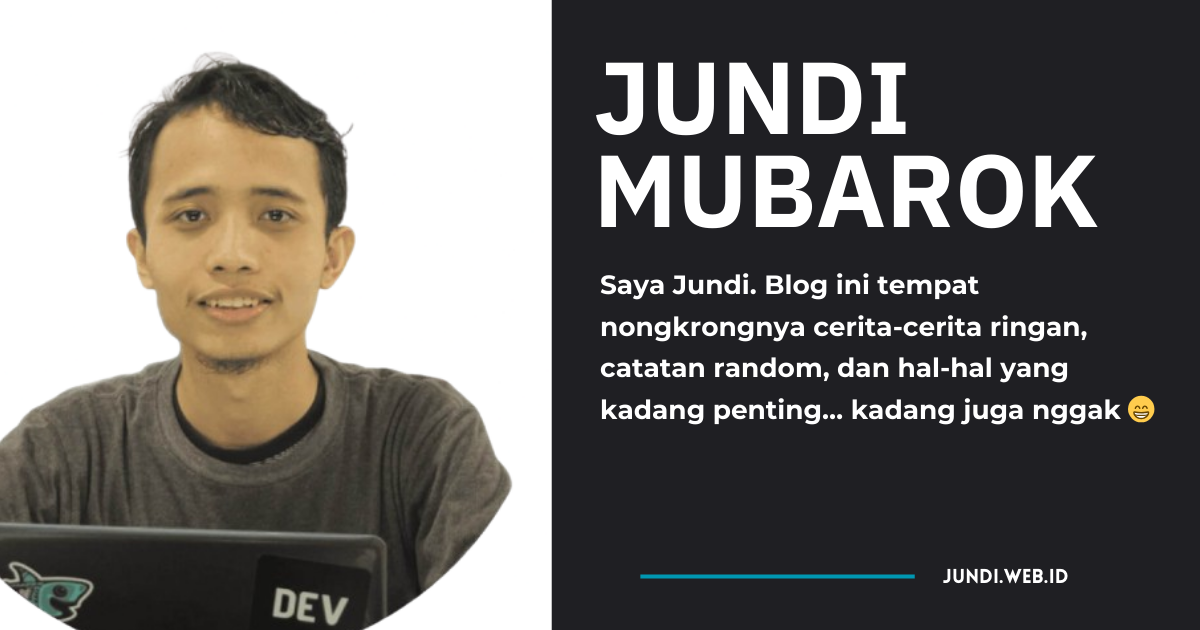 JUNDI
MUBAROK
Saya Jundi. Blog ini tempat
nongkrongnya cerita-cerita ringan,
catatan random, dan hal-hal yang
kadang penting... kadang juga nggak 😁
DEV
JUNDI.WEB.ID